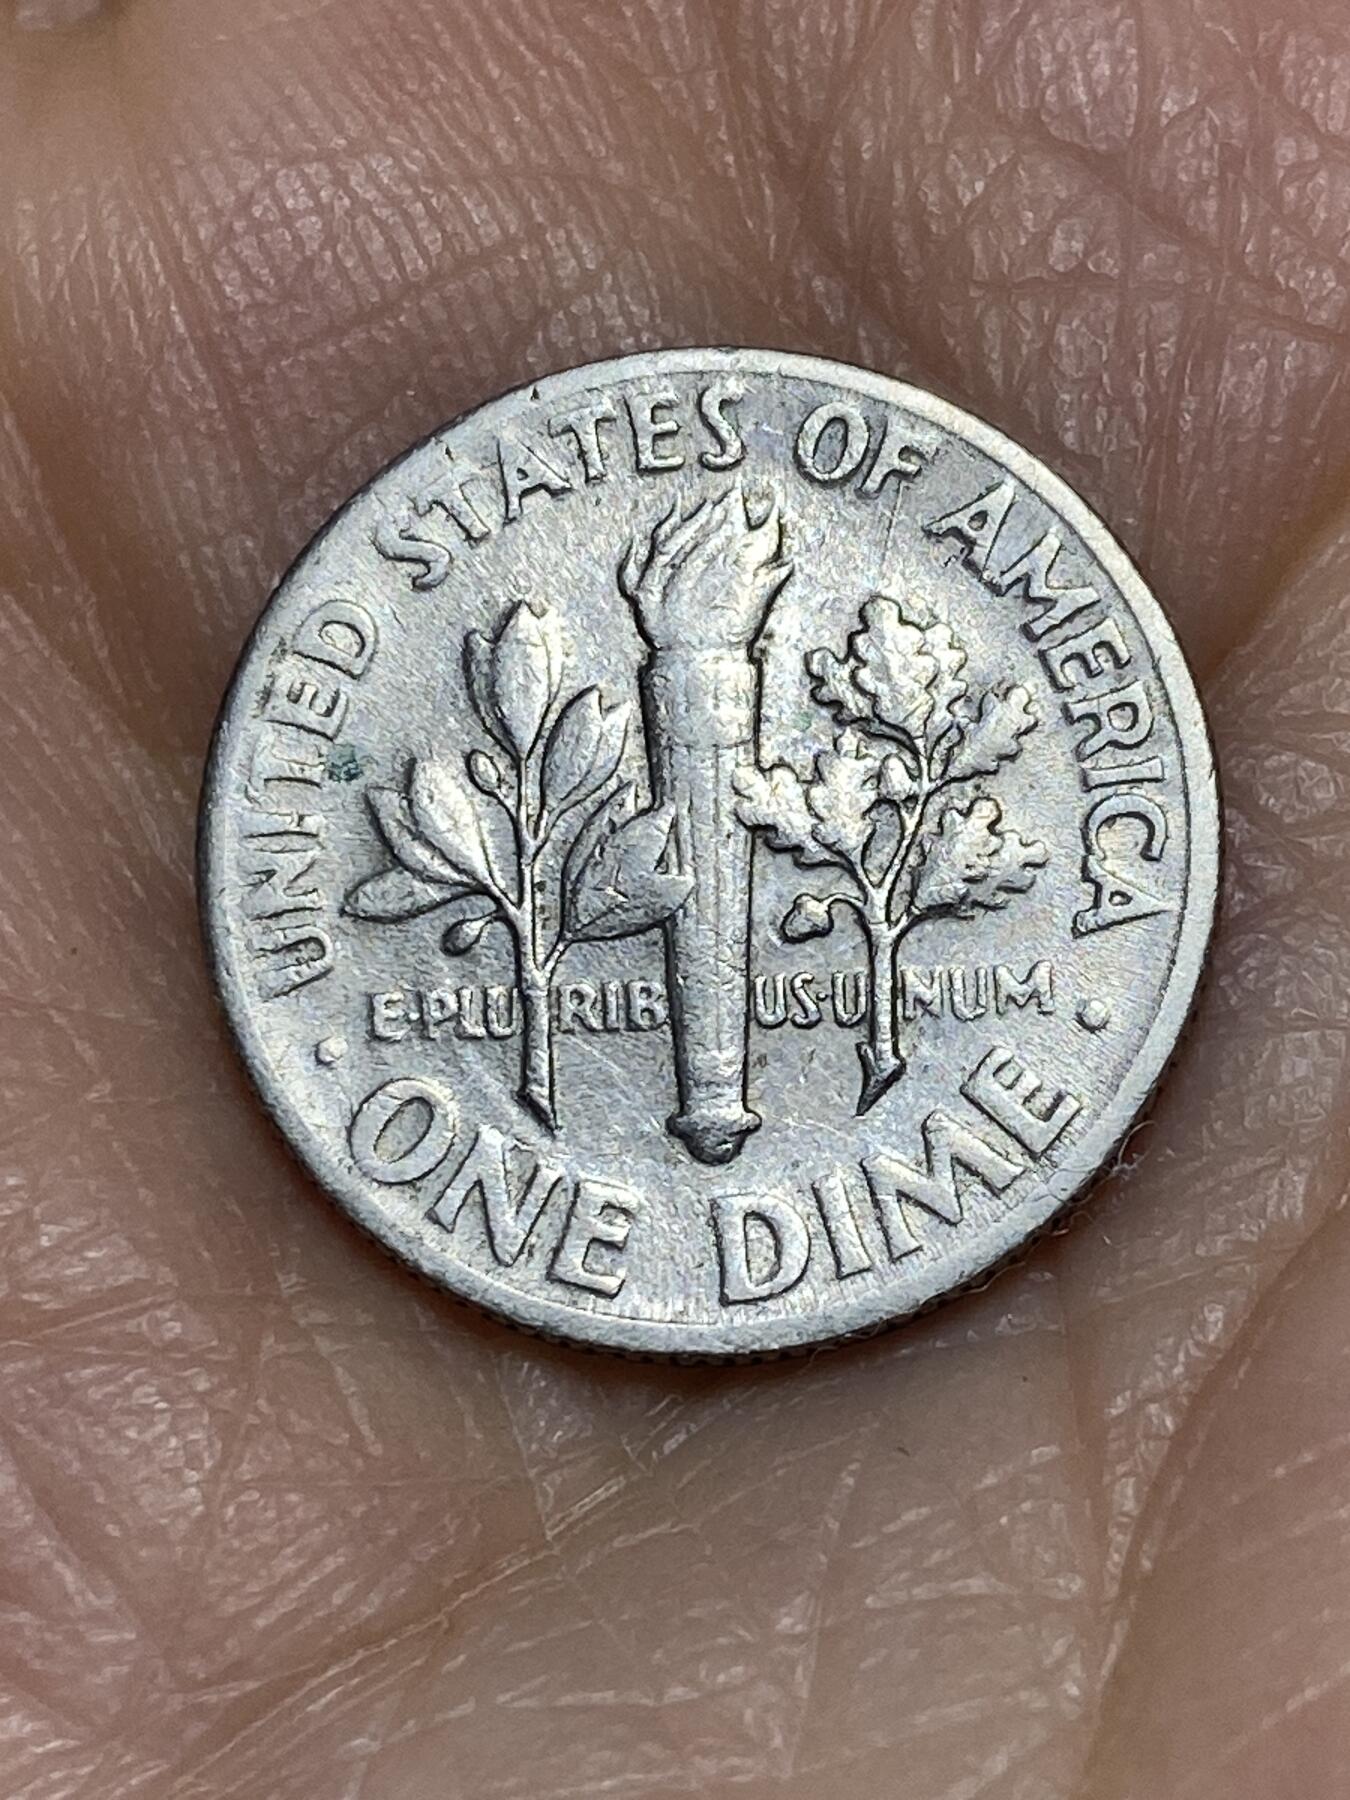 UNITED STATES OF AMERICA
E·PLURIBUS·UNUM
· ONE DIME ·